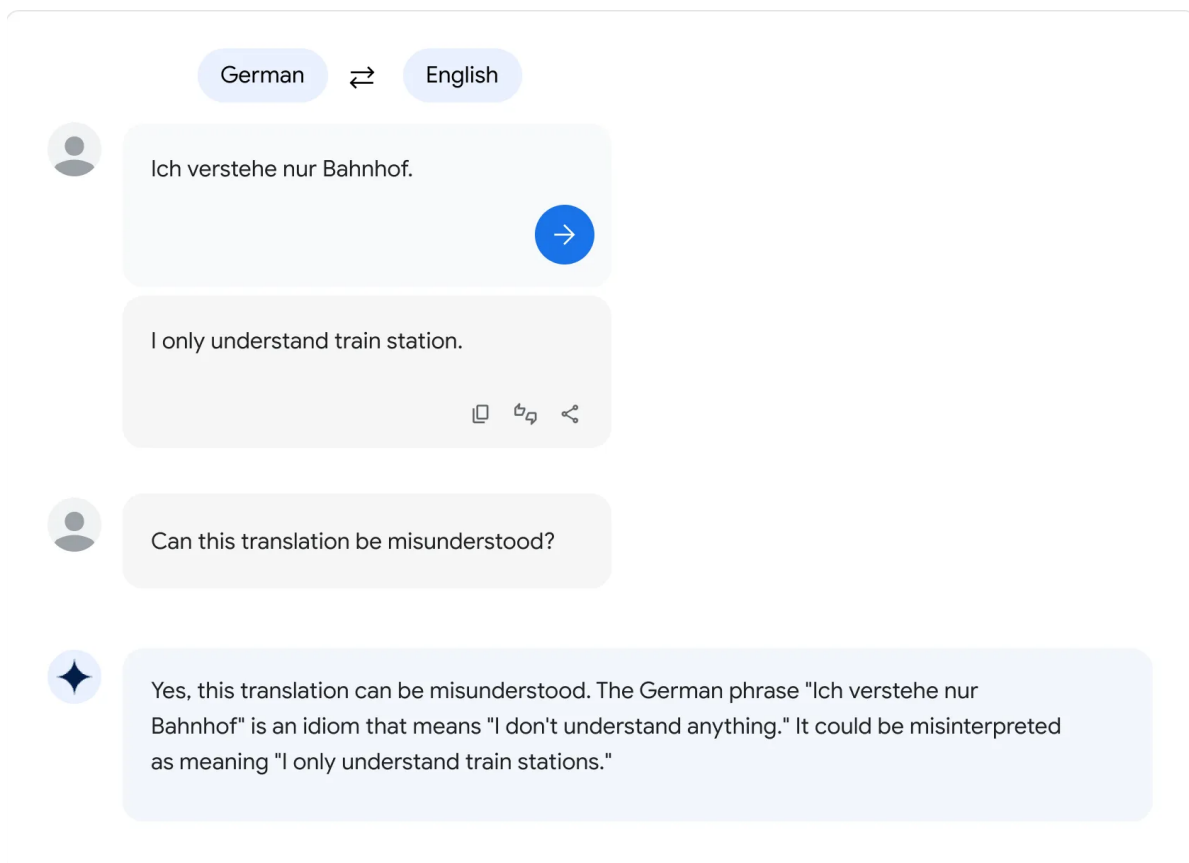 German
English
Ich verstehe nur Bahnhof.
I only understand train station.
Can this translation be misunderstood?
Yes, this translation can be misunderstood. The German phrase "Ich verstehe nur
Bahnhof" is an idiom that means "I don't understand anything." It could be misinterpreted
as meaning "I only understand train stations."